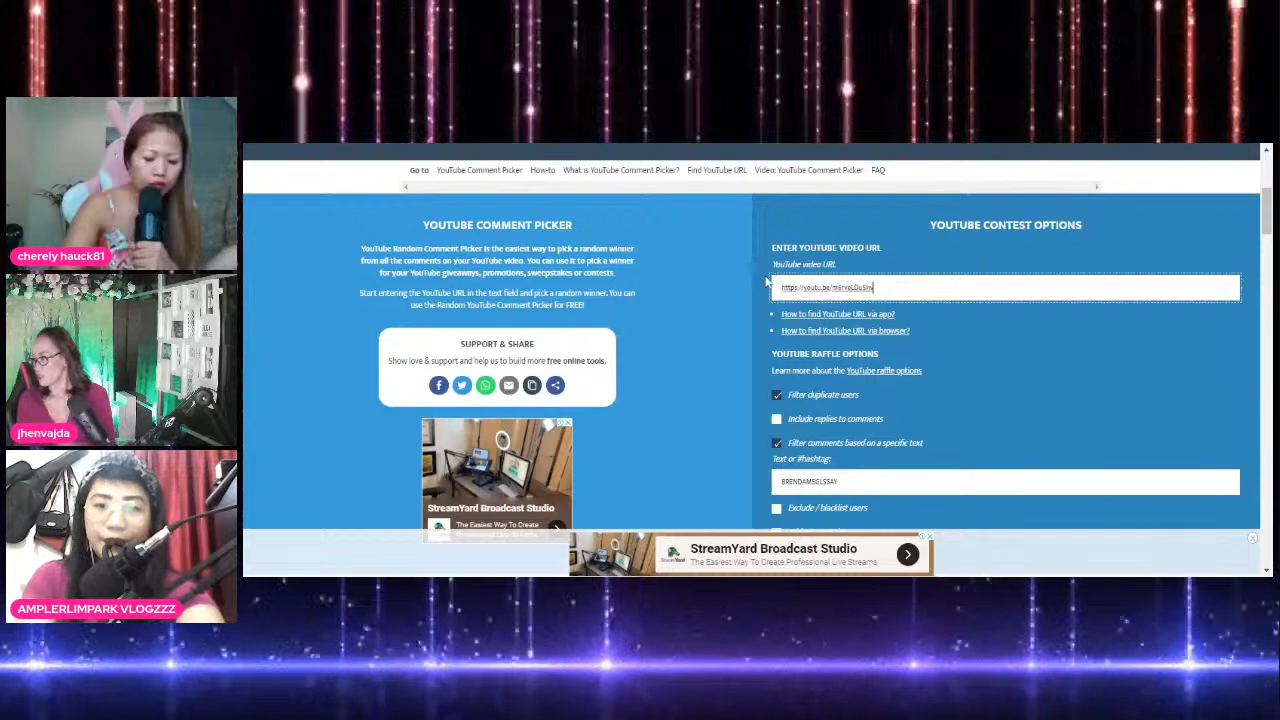 cherely hauck81
jhenvajda
AMPLERLIMPARK VLOGZZZ
Go to YouTube Comment Picker How-to What is YouTube Comment Picker? Find YouTube URL Video: YouTube Comment Picker FAQ
YOUTUBE COMMENT PICKER
YouTube Random Comment Picker is the easiest way to pick a random winner
from all the comments on your YouTube video. You can use it to pick a winner
for your YouTube giveaways, promotions, sweepstakes or contests.
Start entering the YouTube URL in the text field and pick a random winner. You can
use the Random YouTube Comment Picker for FREE!
SUPPORT & SHARE
Show love & support and help us to build more free online tools.
StreamYard Broadcast Studio
The Easiest Way To Create
YOUTUBE CONTEST OPTIONS
ENTER YOUTUBE VIDEO URL
YouTube video URL
How to find YouTube URL via app?
How to find YouTube URL via browser?
YOUTUBE RAFFLE OPTIONS
Learn more about the YouTube raffle options
Filter duplicate users
Include replies to comments
Filter comments based on a specific text
Text or #hashtag:
BRENDAMSGLSSAY
Exclude / blacklist users
StreamYard Broadcast Studio
The Easiest Way To Create Professional Live Streams